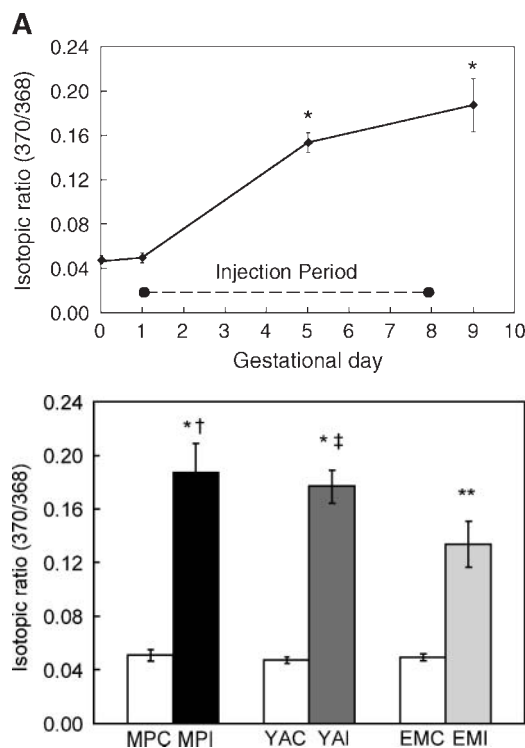 A
Isotopic ratio (370/368)
0.24
*
*
0.20
0.16
0.12
0.08
0.04
Injection Period
0.00
0 1 2 3 4 5 6 7 8 9 10
Gestational day
Isotopic ratio (370/368)
0.24
*†
*‡
**
0.20
0.16
0.12
0.08
0.04
0.00
MPC MPI YAC YAI EMC EMI